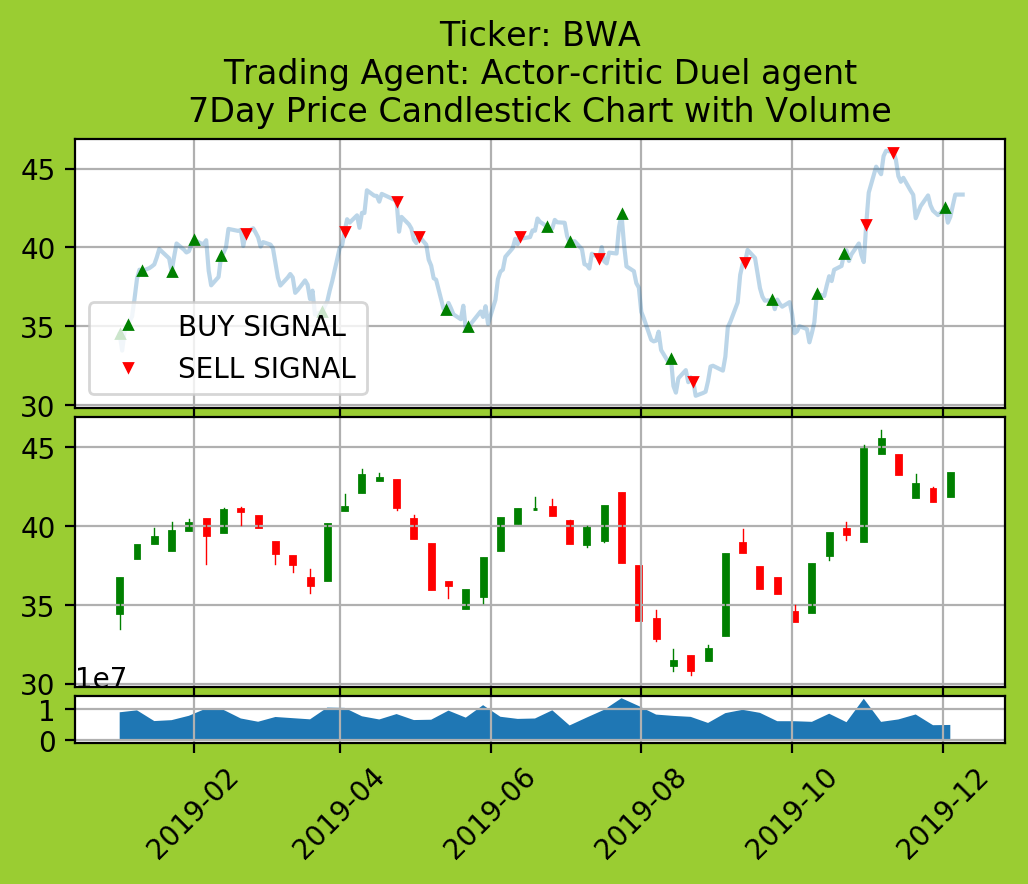 Ticker: BWA
Trading Agent: Actor-critic Duel agent
7Day Price Candlestick Chart with Volume
45
40
35
30
BUY SIGNAL
SELL SIGNAL
45
40
35
30
1e7
1
0
2019-02
2019-04
2019-06
2019-08
2019-10
2019-12